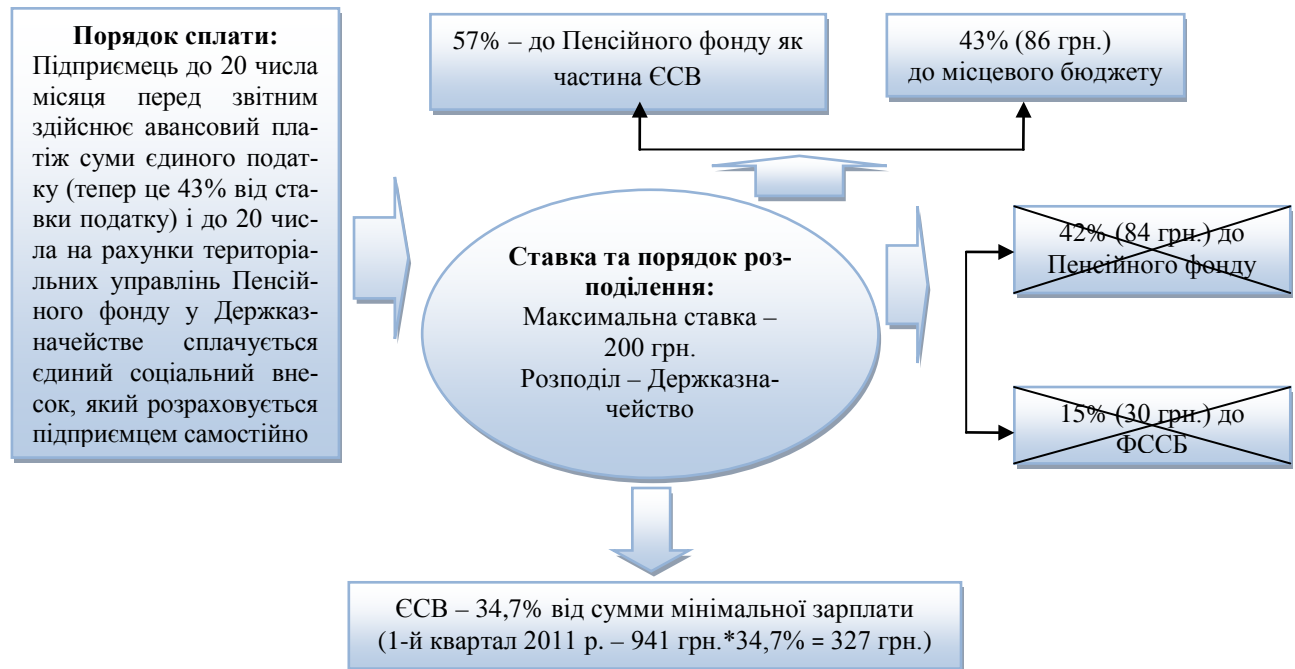 Порядок сплати:
Підприємець до 20 числа
місяця перед звітним
здійснює авансовий пла-
тіж суми єдиного подат-
ку (тепер це 43% від ста-
вки податку) і до 20 чис-
ла на рахунки територіа-
льних управлінь Пенсій-
ного фонду у Держказ-
начействе сплачується
єдиний соціальний вне-
сок, який розраховується
підприємцем самостійно
57% – до Пенсійного фонду як
частина ЄСВ
43% (86 грн.)
до місцевого бюджету
Ставка та порядок роз-
поділення:
Максимальна ставка –
200 грн.
Розподіл – Держказна-
чейство
42% (84 грн.) до
Пенсійного фонду
15% (30 грн.) до
ФССБ
ЄСВ – 34,7% від сумми мінімальної зарплати
(1-й квартал 2011 р. – 941 грн.*34,7% = 327 грн.)